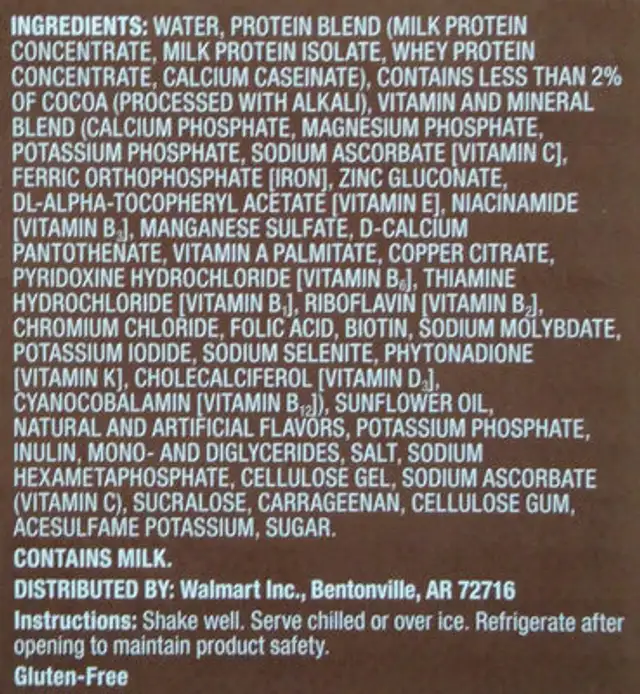 INGREDIENTS: WATER, PROTEIN BLEND (MILK PROTEIN
CONCENTRATE, MILK PROTEIN ISOLATE, WHEY PROTEIN
CONCENTRATE, CALCIUM CASEINATE), CONTAINS LESS THAN 2%
OF COCOA (PROCESSED WITH ALKALI), VITAMIN AND MINERAL
BLEND (CALCIUM PHOSPHATE, MAGNESIUM PHOSPHATE,
POTASSIUM PHOSPHATE, SODIUM ASCORBATE [VITAMIN C],
FERRIC ORTHOPHOSPHATE [IRON], ZINC GLUCONATE,
DL-ALPHA-TOCOPHERYL ACETATE [VITAMIN E], NIACINAMIDE
[VITAMIN B₃], MANGANESE SULFATE, D-CALCIUM
PANTOTHENATE, VITAMIN A PALMITATE, COPPER CITRATE,
PYRIDOXINE HYDROCHLORIDE [VITAMIN B₆], THIAMINE
HYDROCHLORIDE [VITAMIN B₁], RIBOFLAVIN [VITAMIN B₂],
CHROMIUM CHLORIDE, FOLIC ACID, BIOTIN, SODIUM MOLYBDATE,
POTASSIUM IODIDE, SODIUM SELENITE, PHYTONADIONE
[VITAMIN K], CHOLECALCIFEROL [VITAMIN D₃],
CYANOCOBALAMIN [VITAMIN B₁₂]), SUNFLOWER OIL,
NATURAL AND ARTIFICIAL FLAVORS, POTASSIUM PHOSPHATE,
INULIN, MONO- AND DIGLYCERIDES, SALT, SODIUM
HEXAMETAPHOSPHATE, CELLULOSE GEL, SODIUM ASCORBATE
(VITAMIN C), SUCRALOSE, CARRAGEENAN, CELLULOSE GUM,
ACESULFAME POTASSIUM, SUGAR.
CONTAINS MILK.
DISTRIBUTED BY: Walmart Inc., Bentonville, AR 72716
Instructions: Shake well. Serve chilled or over ice. Refrigerate after
opening to maintain product safety.
Gluten-Free